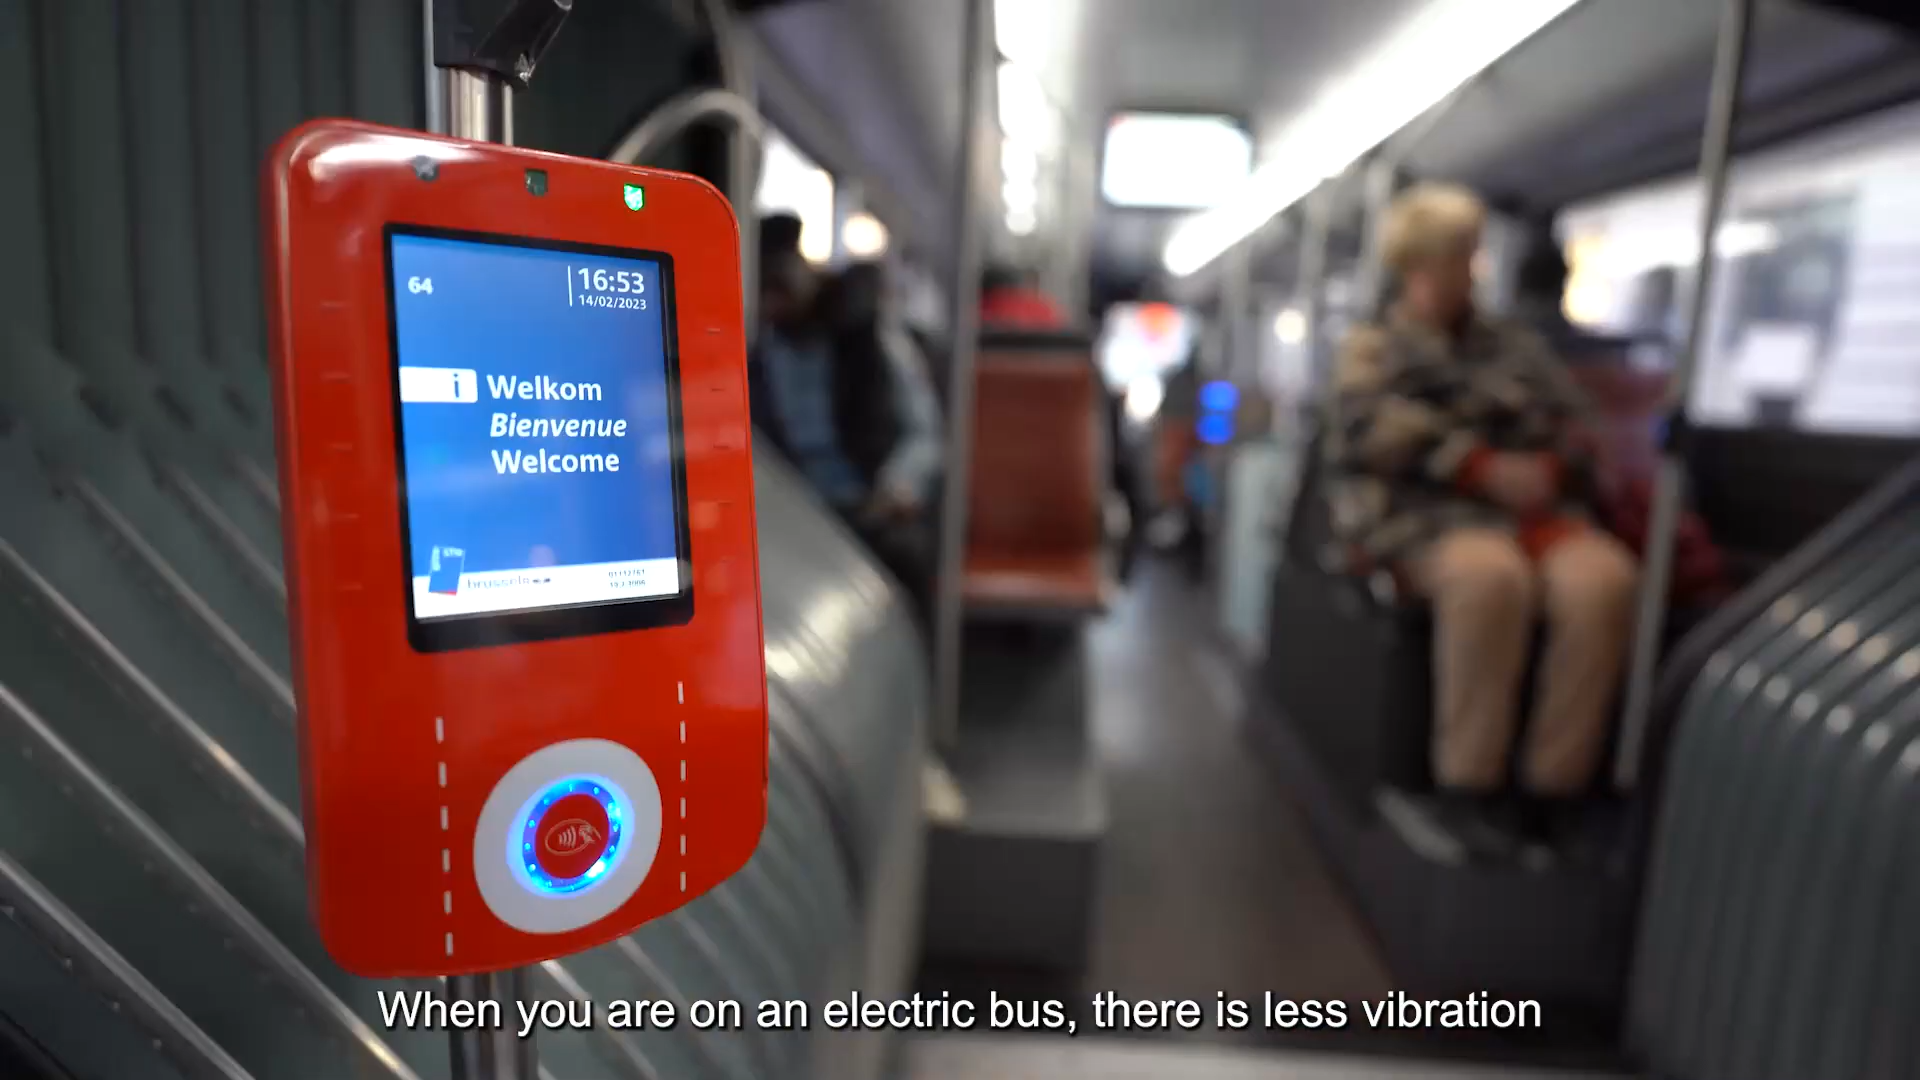 64
16:53
14/02/2023
i
Welkom
Bienvenue
Welcome
brussels
When you are on an electric bus, there is less vibration